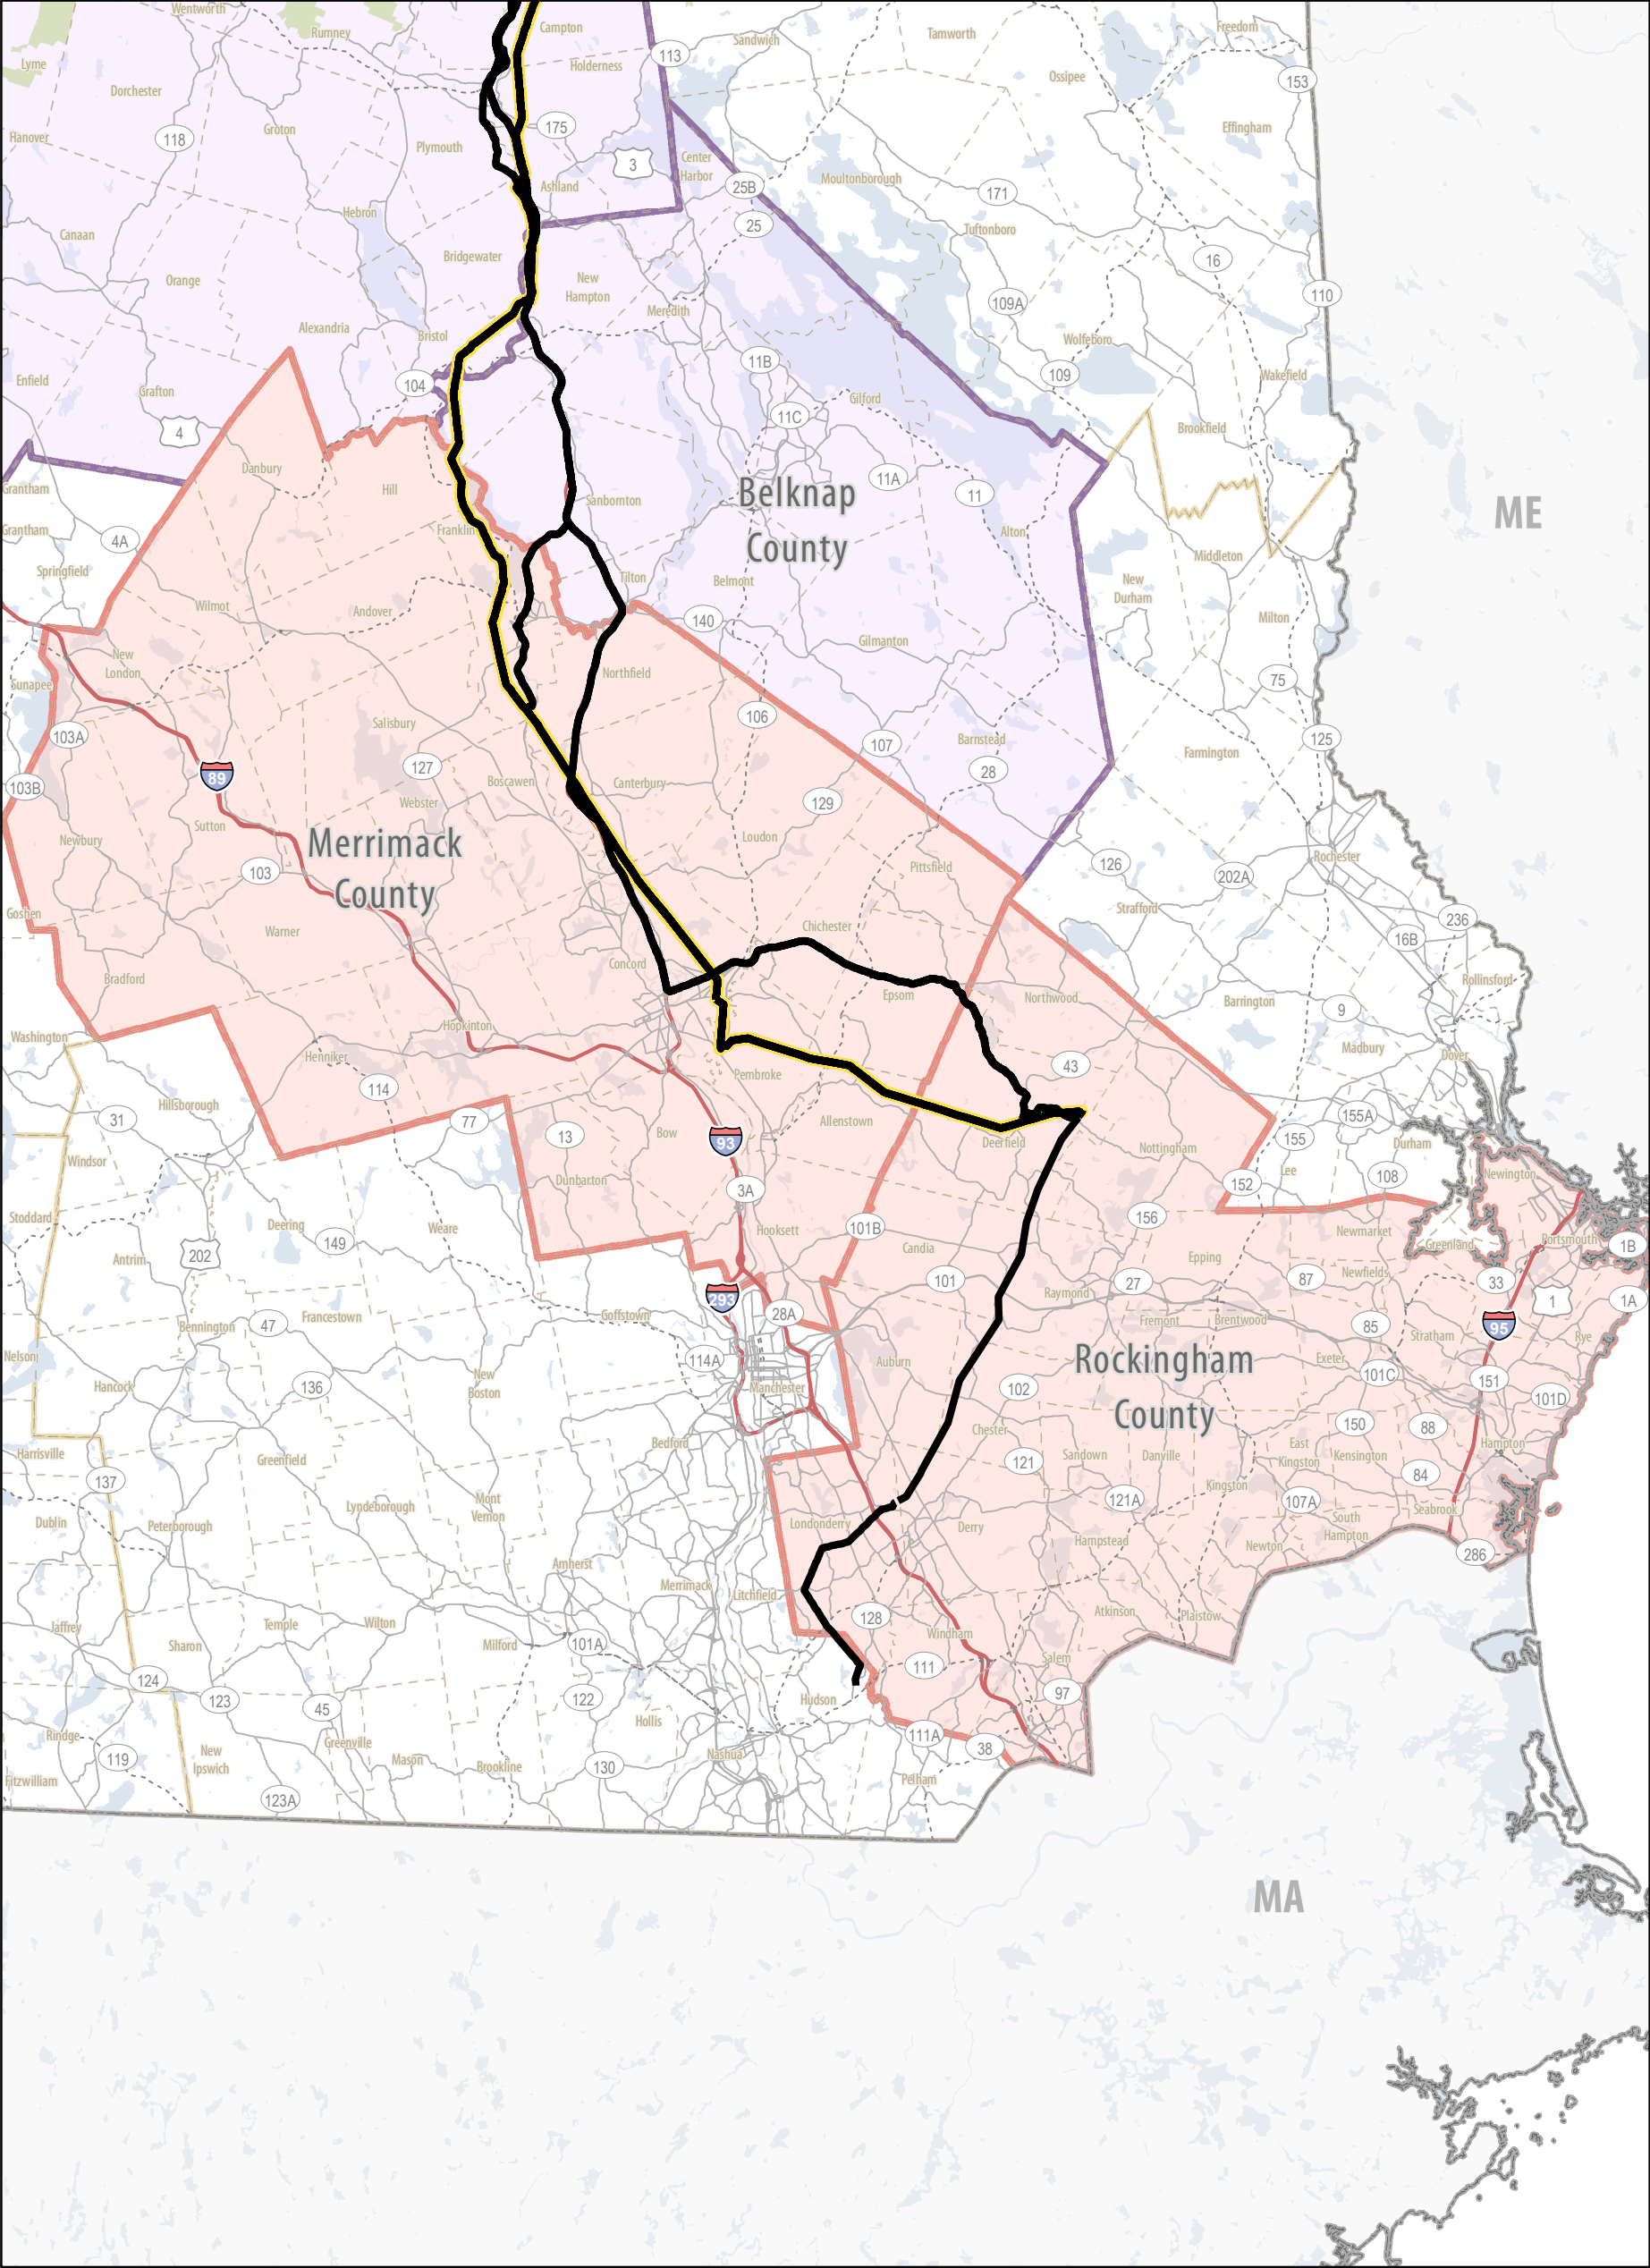 Wentworth
Campton
Rumney
Sandwich
Tamworth
Freedom
Lyme
Holderness
113
Ossipee
153
Dorchester
Hanover
118
Groton
175
Effingham
Plymouth
3
Center
Harbor
Moultonborough
25B
171
Ashland
Hebron
25
Tuftonboro
Canaan
Bridgewater
16
Orange
New
Hampton
109A
110
Meredith
Alexandria
Bristol
Wolfeboro
11B
109
Wakefield
Enfield
104
Grafton
Gilford
11C
4
Brookfield
Danbury
11A
Grantham
Hill
Belknap
County
11
Sanbornton
ME
Grantham
Franklin
Alton
4A
Middleton
Springfield
Tilton
Belmont
New
Durham
Wilmot
Andover
140
Milton
Gilmanton
New
London
Northfield
75
Sunapee
103A
Salisbury
106
107
Barnstead
125
Farmington
89
127
28
103B
Boscawen
Canterbury
Webster
129
Sutton
Merrimack
County
Newbury
Loudon
Rochester
126
Pittsfield
103
202A
Goshen
Strafford
236
Warner
Chichester
16B
Concord
Bradford
Rollinsford
Epsom
Northwood
Barrington
9
Washington
Hopkinton
Madbury
Dover
Henniker
43
Pembroke
114
Hillsborough
155A
31
77
Allenstown
13
Bow
93
Deerfield
155
Durham
Nottingham
Windsor
Lee
108
Newington
Dunbarton
3A
152
Stoddard
156
Deering
Weare
Hooksett
101B
Newmarket
Portsmouth
149
202
Candia
Greenland
1B
Antrim
Epping
101
27
87
Newfields
33
293
Raymond
1
1A
28A
Goffstown
Francestown
Fremont
Brentwood
85
95
47
Bennington
Stratham
Rye
Nelson
114A
Auburn
Rockingham
County
Exeter
101C
151
Hancock
136
New
Boston
Manchester
102
101D
150
88
Chester
Bedford
Harrisville
Greenfield
121
Sandown
Danville
East
Kingston
Kensington
Hampton
137
84
Kingston
121A
107A
Lyndeborough
Mont
Vernon
Seabrook
Dublin
Peterborough
Londonderry
Derry
South
Hampton
Hampstead
Newton
286
Amherst
Merrimack
Litchfield
Jaffrey
Temple
Wilton
128
Atkinson
Plaistow
Sharon
Milford
101A
Windham
Salem
124
111
123
122
97
45
Hollis
Hudson
Rindge
Greenville
111A
38
119
New
Ipswich
Mason
Brookline
Nashua
130
Fitzwilliam
Pelham
123A
MA